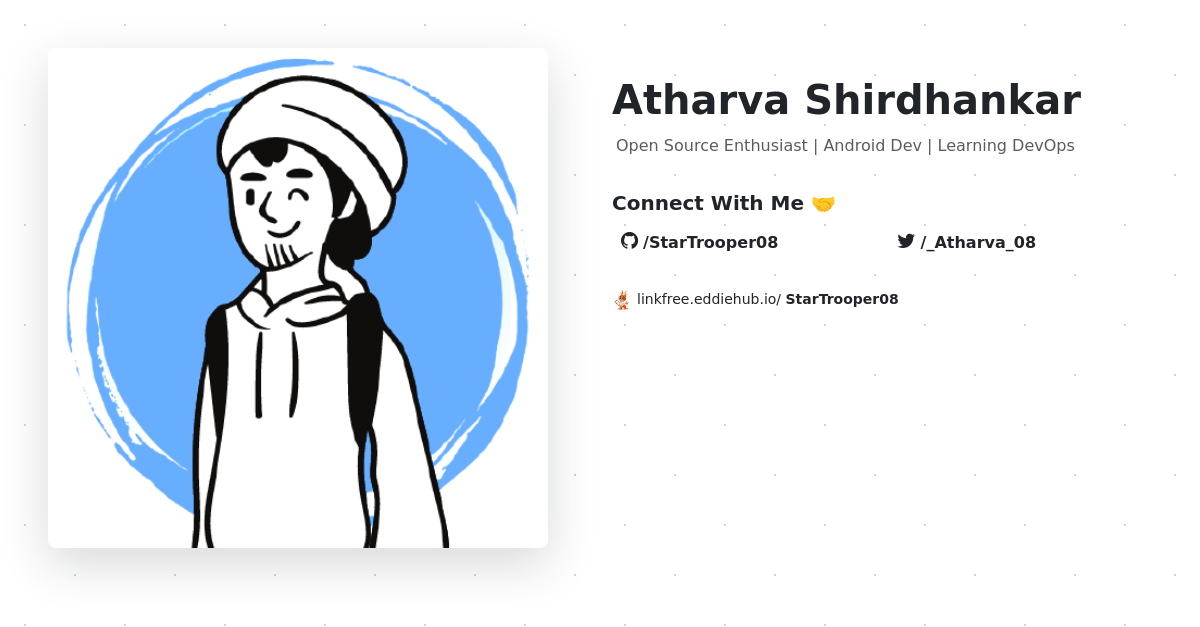 Atharva Shirdhankar
Open Source Enthusiast | Android Dev | Learning DevOps
Connect With Me 🤝
/StarTrooper08 /_Atharva_08
linkfree.eddiehub.io/ StarTrooper08